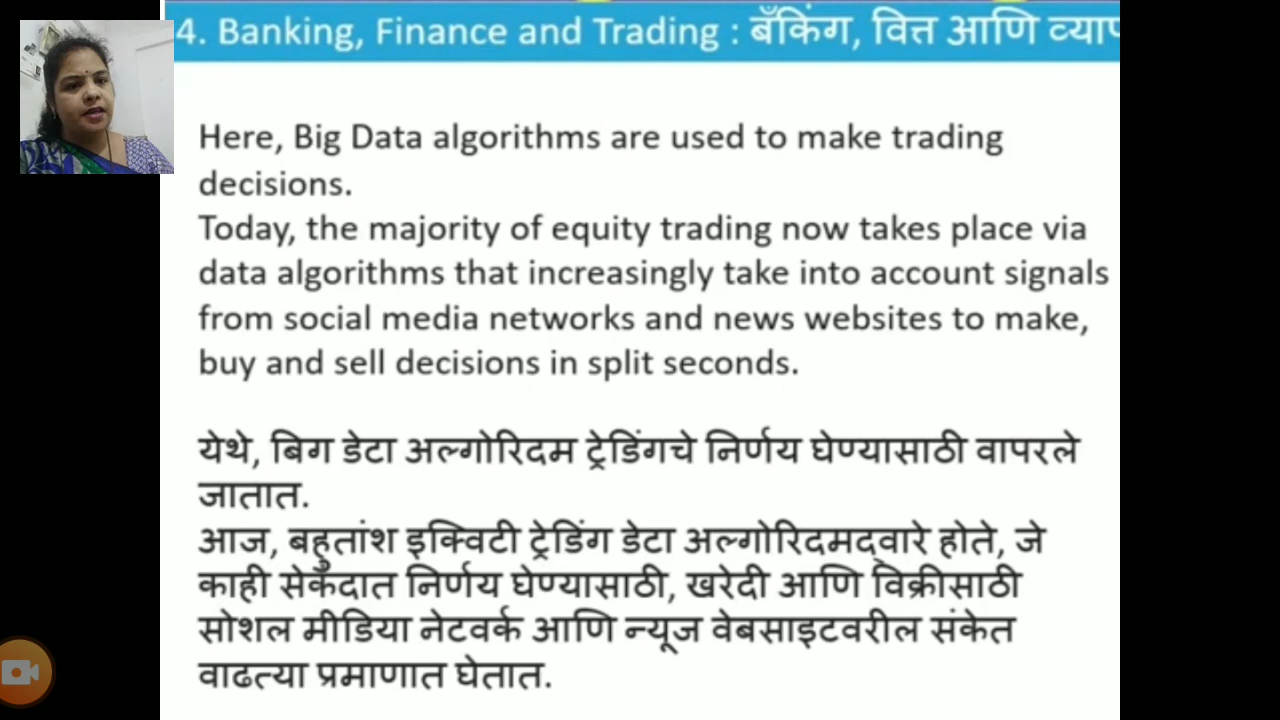 4. Banking, Finance and Trading : बँकिंग, वित्त आणि
Here, Big Data algorithms are used to make trading
decisions.
Today, the majority of equity trading now takes place via
data algorithms that increasingly take into account signals
from social media networks and news websites to make,
buy and sell decisions in split seconds.
येथे, बिग डेटा अल्गोरिदम ट्रेडिंगचे निर्णय घेण्यासाठी वापरले
जातात.
आज, बहुतांश इक्विटी ट्रेडिंग डेटा अल्गोरिदमद्वारे होते, जे
काही सेकंदात निर्णय घेण्यासाठी, खरेदी आणि विक्रीसाठी
सोशल मीडिया नेटवर्क आणि न्यूज वेबसाइटवरील संकेत
वाढत्या प्रमाणात घेतात.